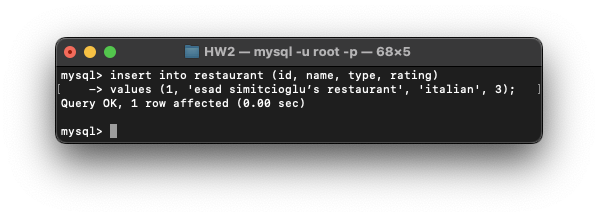 HW2 — mysql -u root -p — 68×5
mysql> insert into restaurant (id, name, type, rating)
[    -> values (1, 'esad simitcioglu’s restaurant', 'italian', 3);   ]
Query OK, 1 row affected (0.00 sec)
mysql>